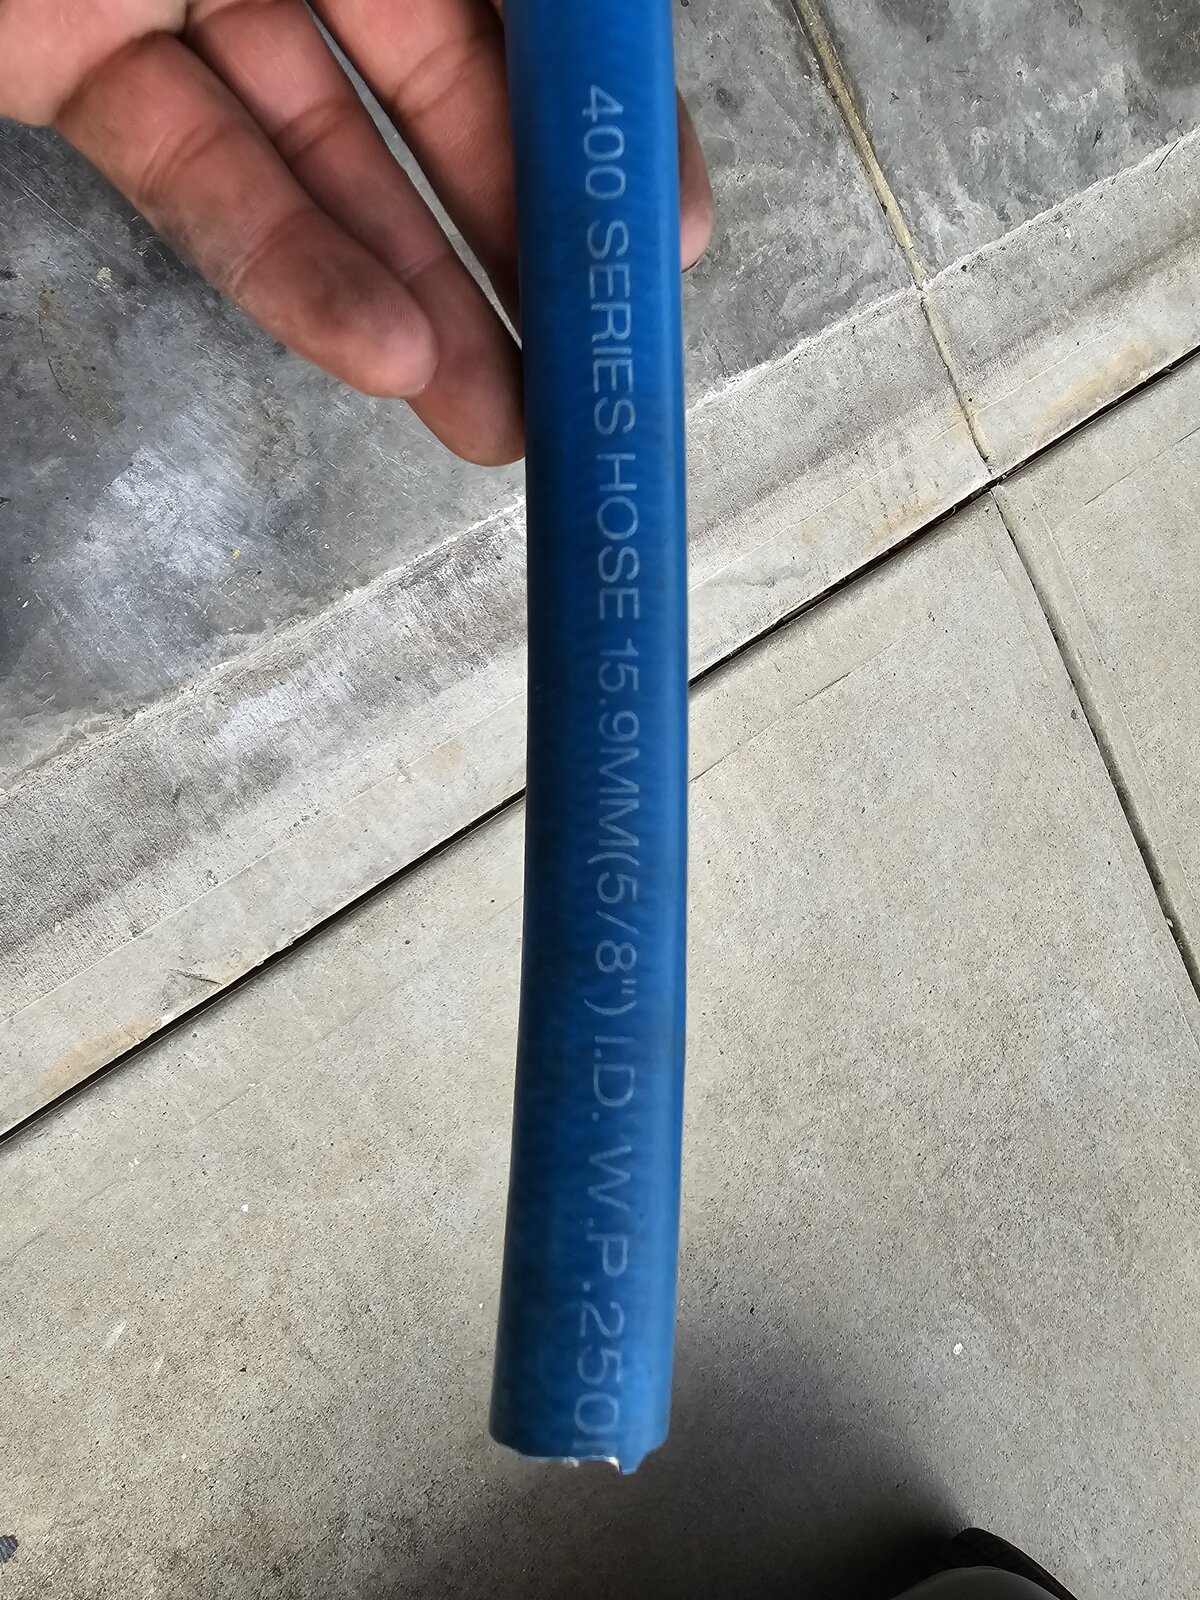 400 SERIES HOSE 15.9MM(5/8") I.D. W.P.250